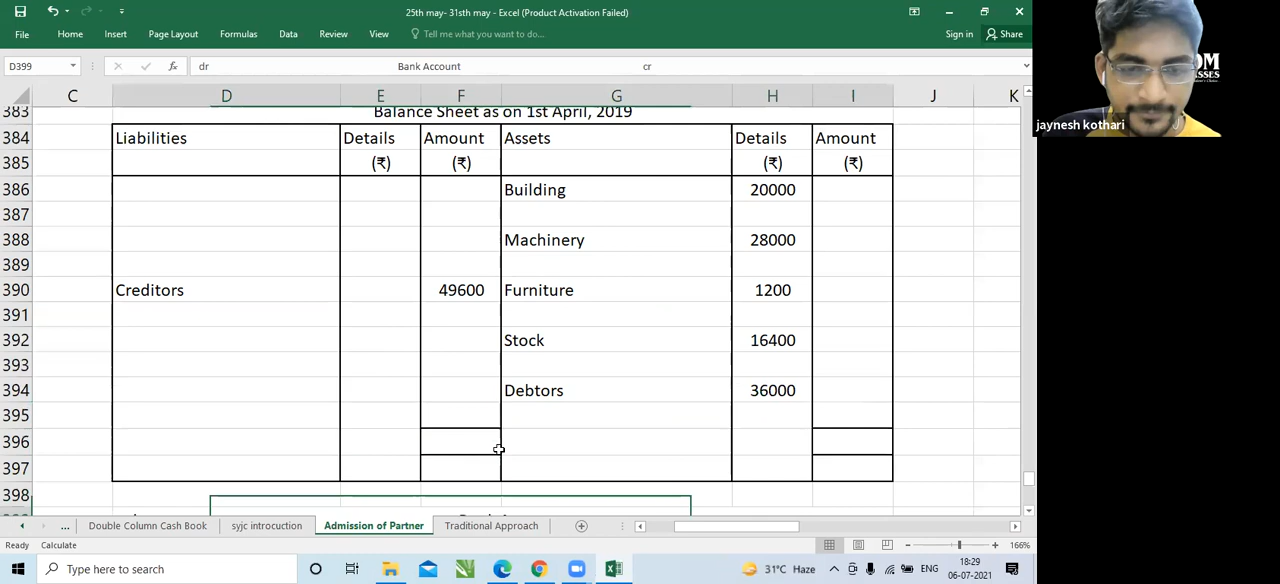 25th may- 31sth may - Excel (Product Activation Failed)
File Home Insert Page Layout Formulas Data Review View Tell me what you want to do... Sign in Share
D399 fx dr Bank Account cr
C D E F G H I J K
383 Balance Sheet as on 1st April, 2019
384 Liabilities Details Amount Assets Details Amount
385 (₹) (₹) (₹) (₹)
386 Building 20000
387
388 Machinery 28000
389
390 Creditors 49600 Furniture 1200
391
392 Stock 16400
393
394 Debtors 36000
395
396
397
398
... Double Column Cash Book syjc introcuction Admission of Partner Traditional Approach
Ready Calculate 166%
Type here to search 31°C Haze ENG 18:29
06-07-2021
jaynesh kothari